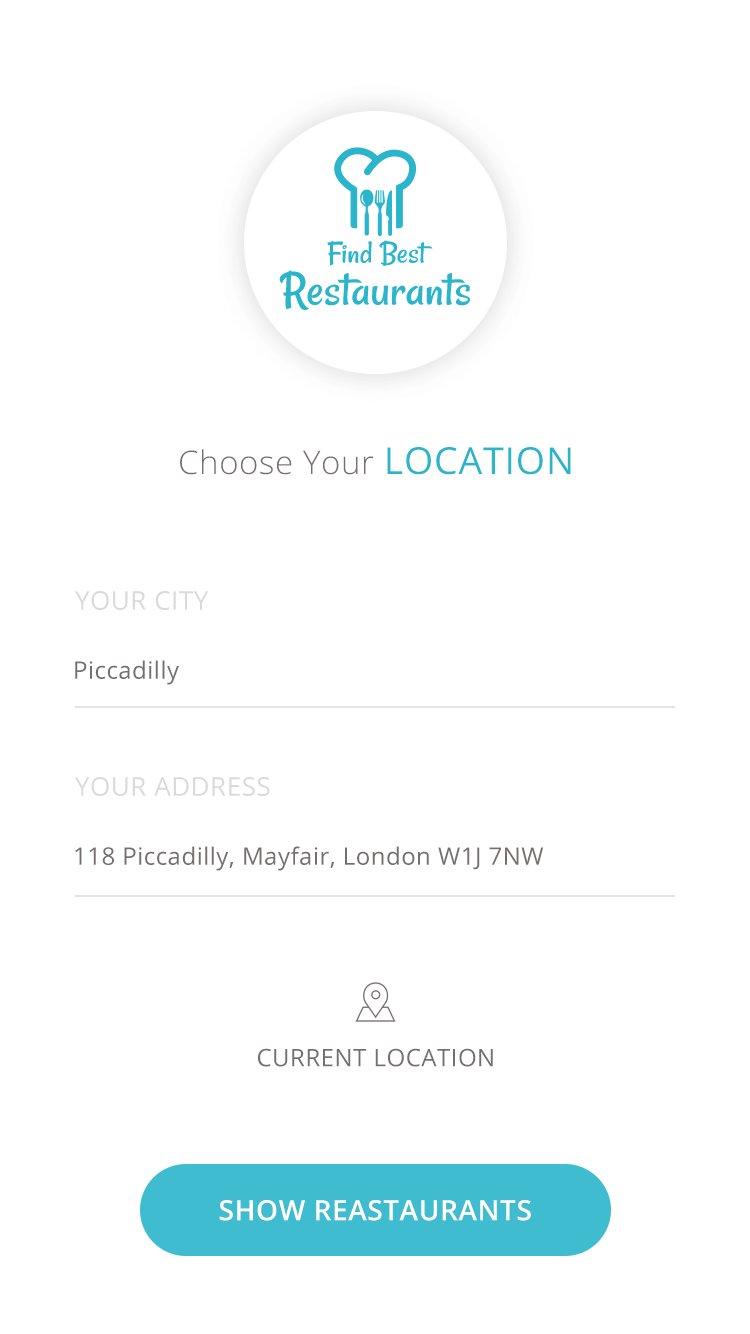 Find Best
Restaurants
Choose Your LOCATION
YOUR CITY
Piccadilly
YOUR ADDRESS
118 Piccadilly, Mayfair, London W1J 7NW
CURRENT LOCATION
SHOW REASTAURANTS